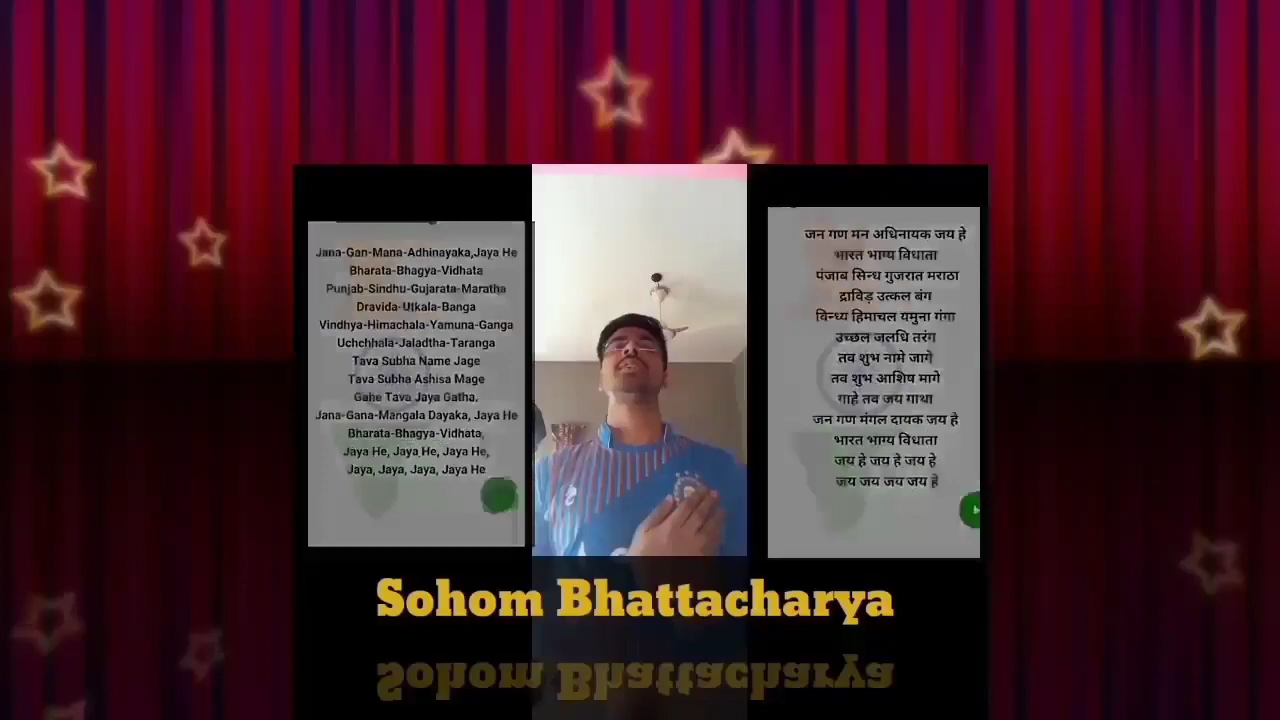 Jana-Gan-Mana-Adhinayaka,Jaya He
Bharata-Bhagya-Vidhata
Punjab-Sindhu-Gujarata-Maratha
Dravida-Utkala-Banga
Vindhya-Himachala-Yamuna-Ganga
Uchchhala-Jaladtha-Taranga
Tava Subha Name Jage
Tava Subha Ashisa Mage
Gahe Tava Jaya Gatha,
Jana-Gana-Mangala Dayaka, Jaya He
Bharata-Bhagya-Vidhata,
Jaya He, Jaya He, Jaya He,
Jaya, Jaya, Jaya, Jaya He
जन गण मन अधिनायक जय हे
भारत भाग्य विधाता
पंजाब सिन्ध गुजरात मराठा
द्राविड़ उत्कल बंग
विन्ध्य हिमाचल यमुना गंगा
उच्छल जलधि तरंग
तव शुभ नामे जागे
तव शुभ आशिष मागे
गाहे तव जय गाथा
जन गण मंगल दायक जय हे
भारत भाग्य विधाता
जय हे जय हे जय हे
जय जय जय जय हे
Sohom Bhattacharya
Sohom Bhattacharya